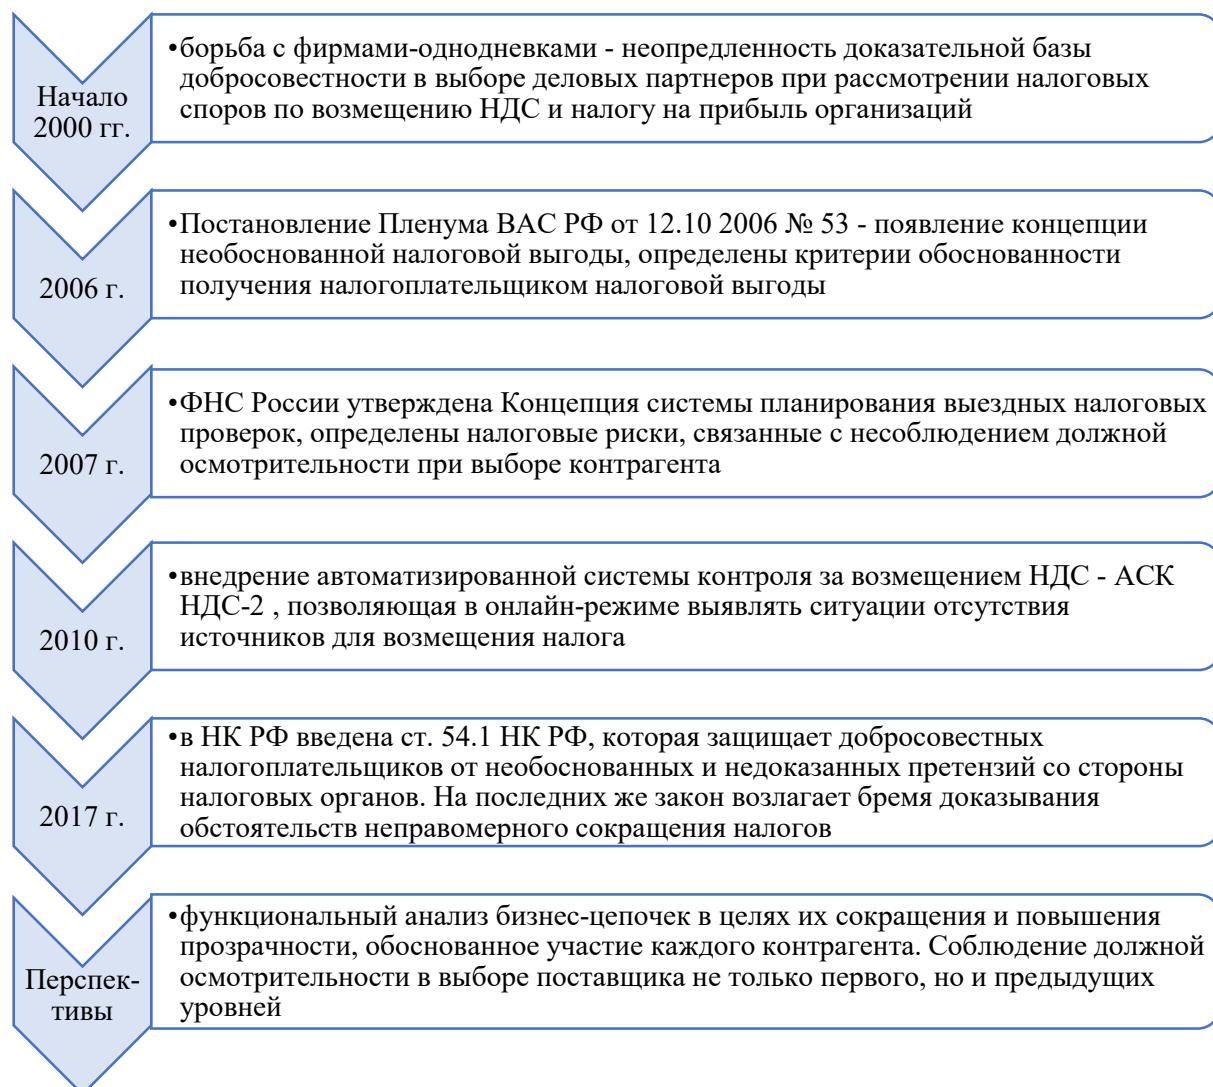 Начало
2000 гг.
•борьба с фирмами-однодневками - неопредленность доказательной базы
добросовестности в выборе деловых партнеров при рассмотрении налоговых
споров по возмещению НДС и налогу на прибыль организаций
2006 г.
•Постановление Пленума ВАС РФ от 12.10 2006 № 53 - появление концепции
необоснованной налоговой выгоды, определены критерии обоснованности
получения налогоплательщиком налоговой выгоды
2007 г.
•ФНС России утверждена Концепция системы планирования выездных налоговых
проверок, определены налоговые риски, связанные с несоблюдением должной
осмотрительности при выборе контрагента
2010 г.
•внедрение автоматизированной системы контроля за возмещением НДС - АСК
НДС-2 , позволяющая в онлайн-режиме выявлять ситуации отсутствия
источников для возмещения налога
2017 г.
•в НК РФ введена ст. 54.1 НК РФ, которая защищает добросовестных
налогоплательщиков от необоснованных и недоказанных претензий со стороны
налоговых органов. На последних же закон возлагает бремя доказывания
обстоятельств неправомерного сокращения налогов
Перспек-
тивы
•функциональный анализ бизнес-цепочек в целях их сокращения и повышения
прозрачности, обоснованное участие каждого контрагента. Соблюдение должной
осмотрительности в выборе поставщика не только первого, но и предыдущих
уровней